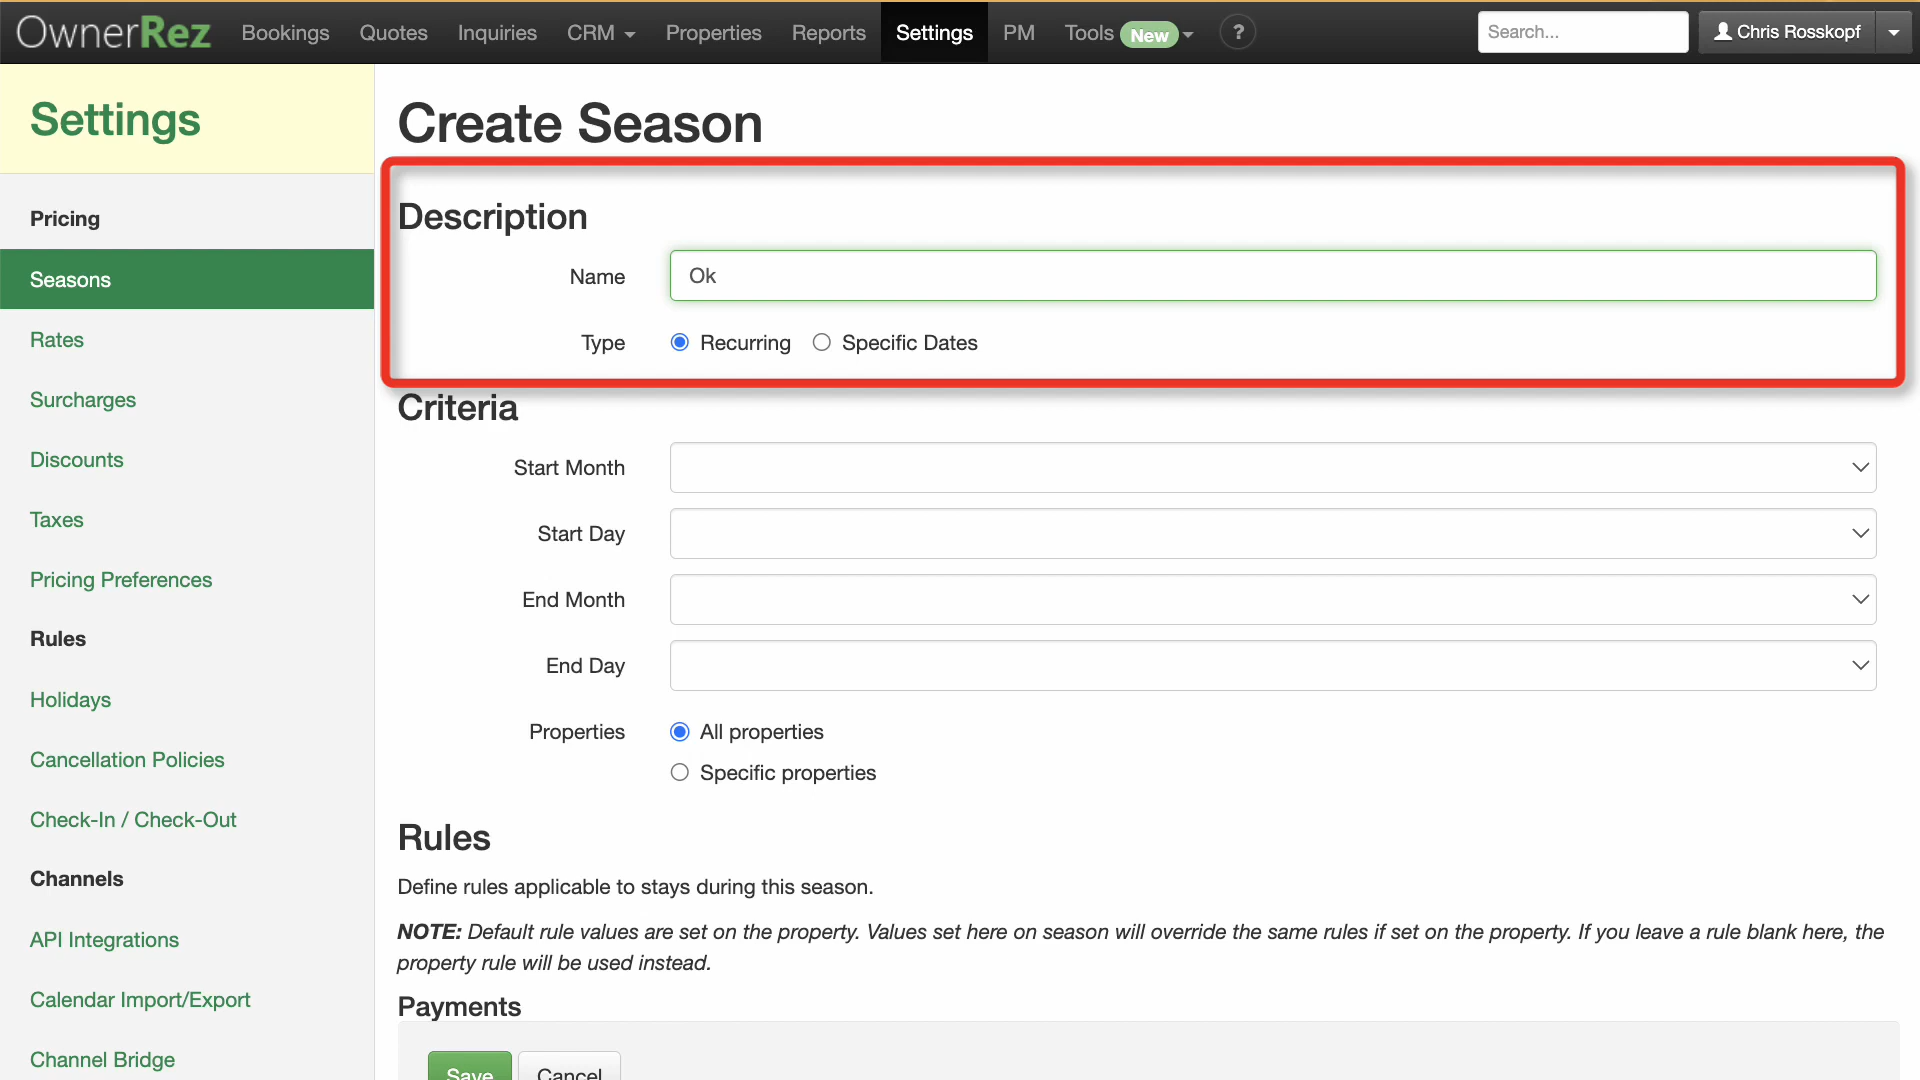 OwnerRez Bookings Quotes Inquiries CRM Properties Reports Settings PM Tools New ? Search... Chris Rosskopf
Settings
Pricing
Seasons
Rates
Surcharges
Discounts
Taxes
Pricing Preferences
Rules
Holidays
Cancellation Policies
Check-In / Check-Out
Channels
API Integrations
Calendar Import/Export
Channel Bridge
Create Season
Description
Name Ok
Type Recurring Specific Dates
Criteria
Start Month
Start Day
End Month
End Day
Properties All properties
Specific properties
Rules
Define rules applicable to stays during this season.
NOTE: Default rule values are set on the property. Values set here on season will override the same rules if set on the property. If you leave a rule blank here, the
property rule will be used instead.
Payments
Save Cancel